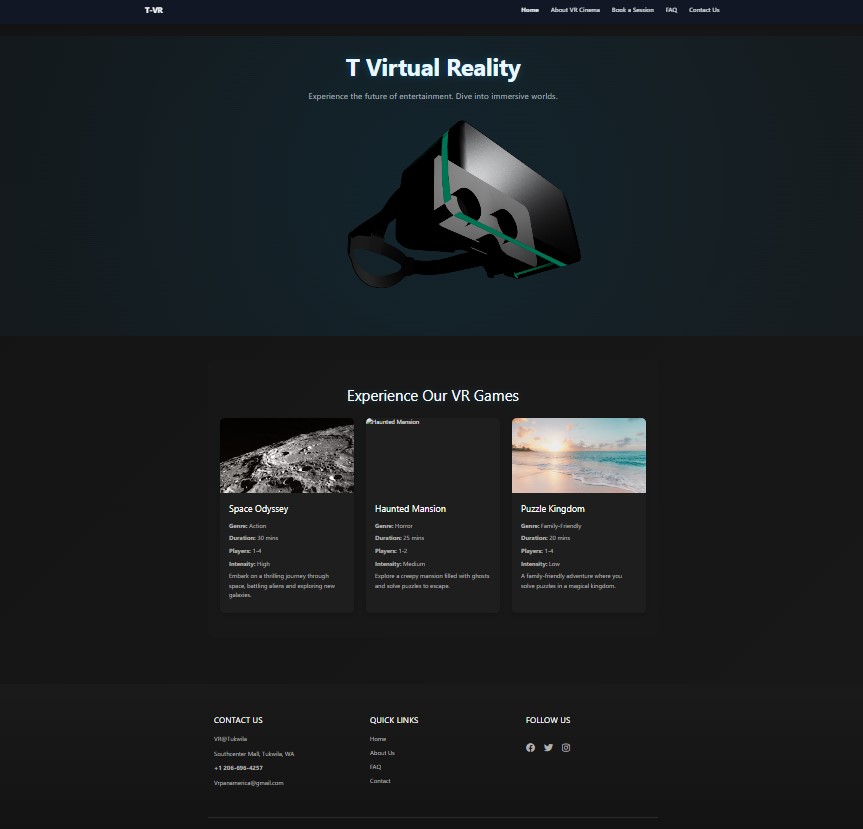 T-VR
Home About VR Cinema Book a Session FAQ Contact Us
T Virtual Reality
Experience the future of entertainment. Dive into immersive worlds.
Experience Our VR Games
Haunted Mansion
Space Odyssey
Genre: Action
Duration: 30 mins
Players: 1-4
Intensity: High
Embark on a thrilling journey through
space, battling aliens and exploring new
galaxies.
Haunted Mansion
Genre: Horror
Duration: 25 mins
Players: 1-2
Intensity: Medium
Explore a creepy mansion filled with ghosts
and solve puzzles to escape.
Puzzle Kingdom
Genre: Family-Friendly
Duration: 20 mins
Players: 1-4
Intensity: Low
A family-friendly adventure where you
solve puzzles in a magical kingdom.
CONTACT US
VR@Tukwila
Southcenter Mall, Tukwila, WA
+1 206-696-4257
Vrpanamerica@gmail.com
QUICK LINKS
Home
About Us
FAQ
Contact
FOLLOW US